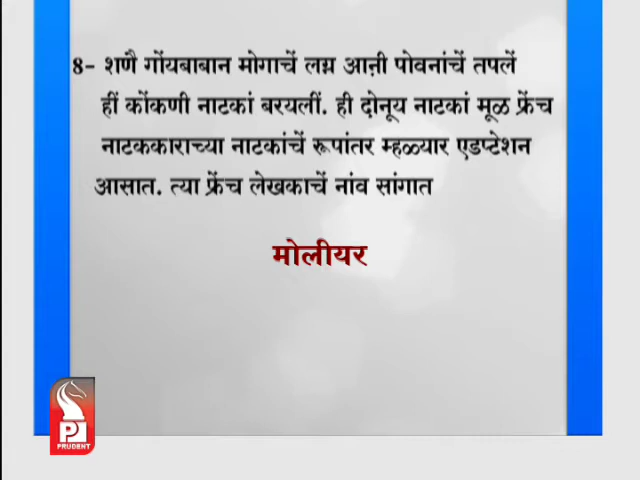 8- शणै गोंयबाबान मोगाचें लग्न आनी पोवनांचें तपलें
हीं कोंकणी नाटकां बरयलीं. ही दोनूय नाटकां मूळ फ्रेंच
नाटककाराच्या नाटकांचें रूपांतर म्हळ्यार एडप्टेशन
आसात. त्या फ्रेंच लेखकाचें नांव सांगात
मोलीयर
PRUDENT